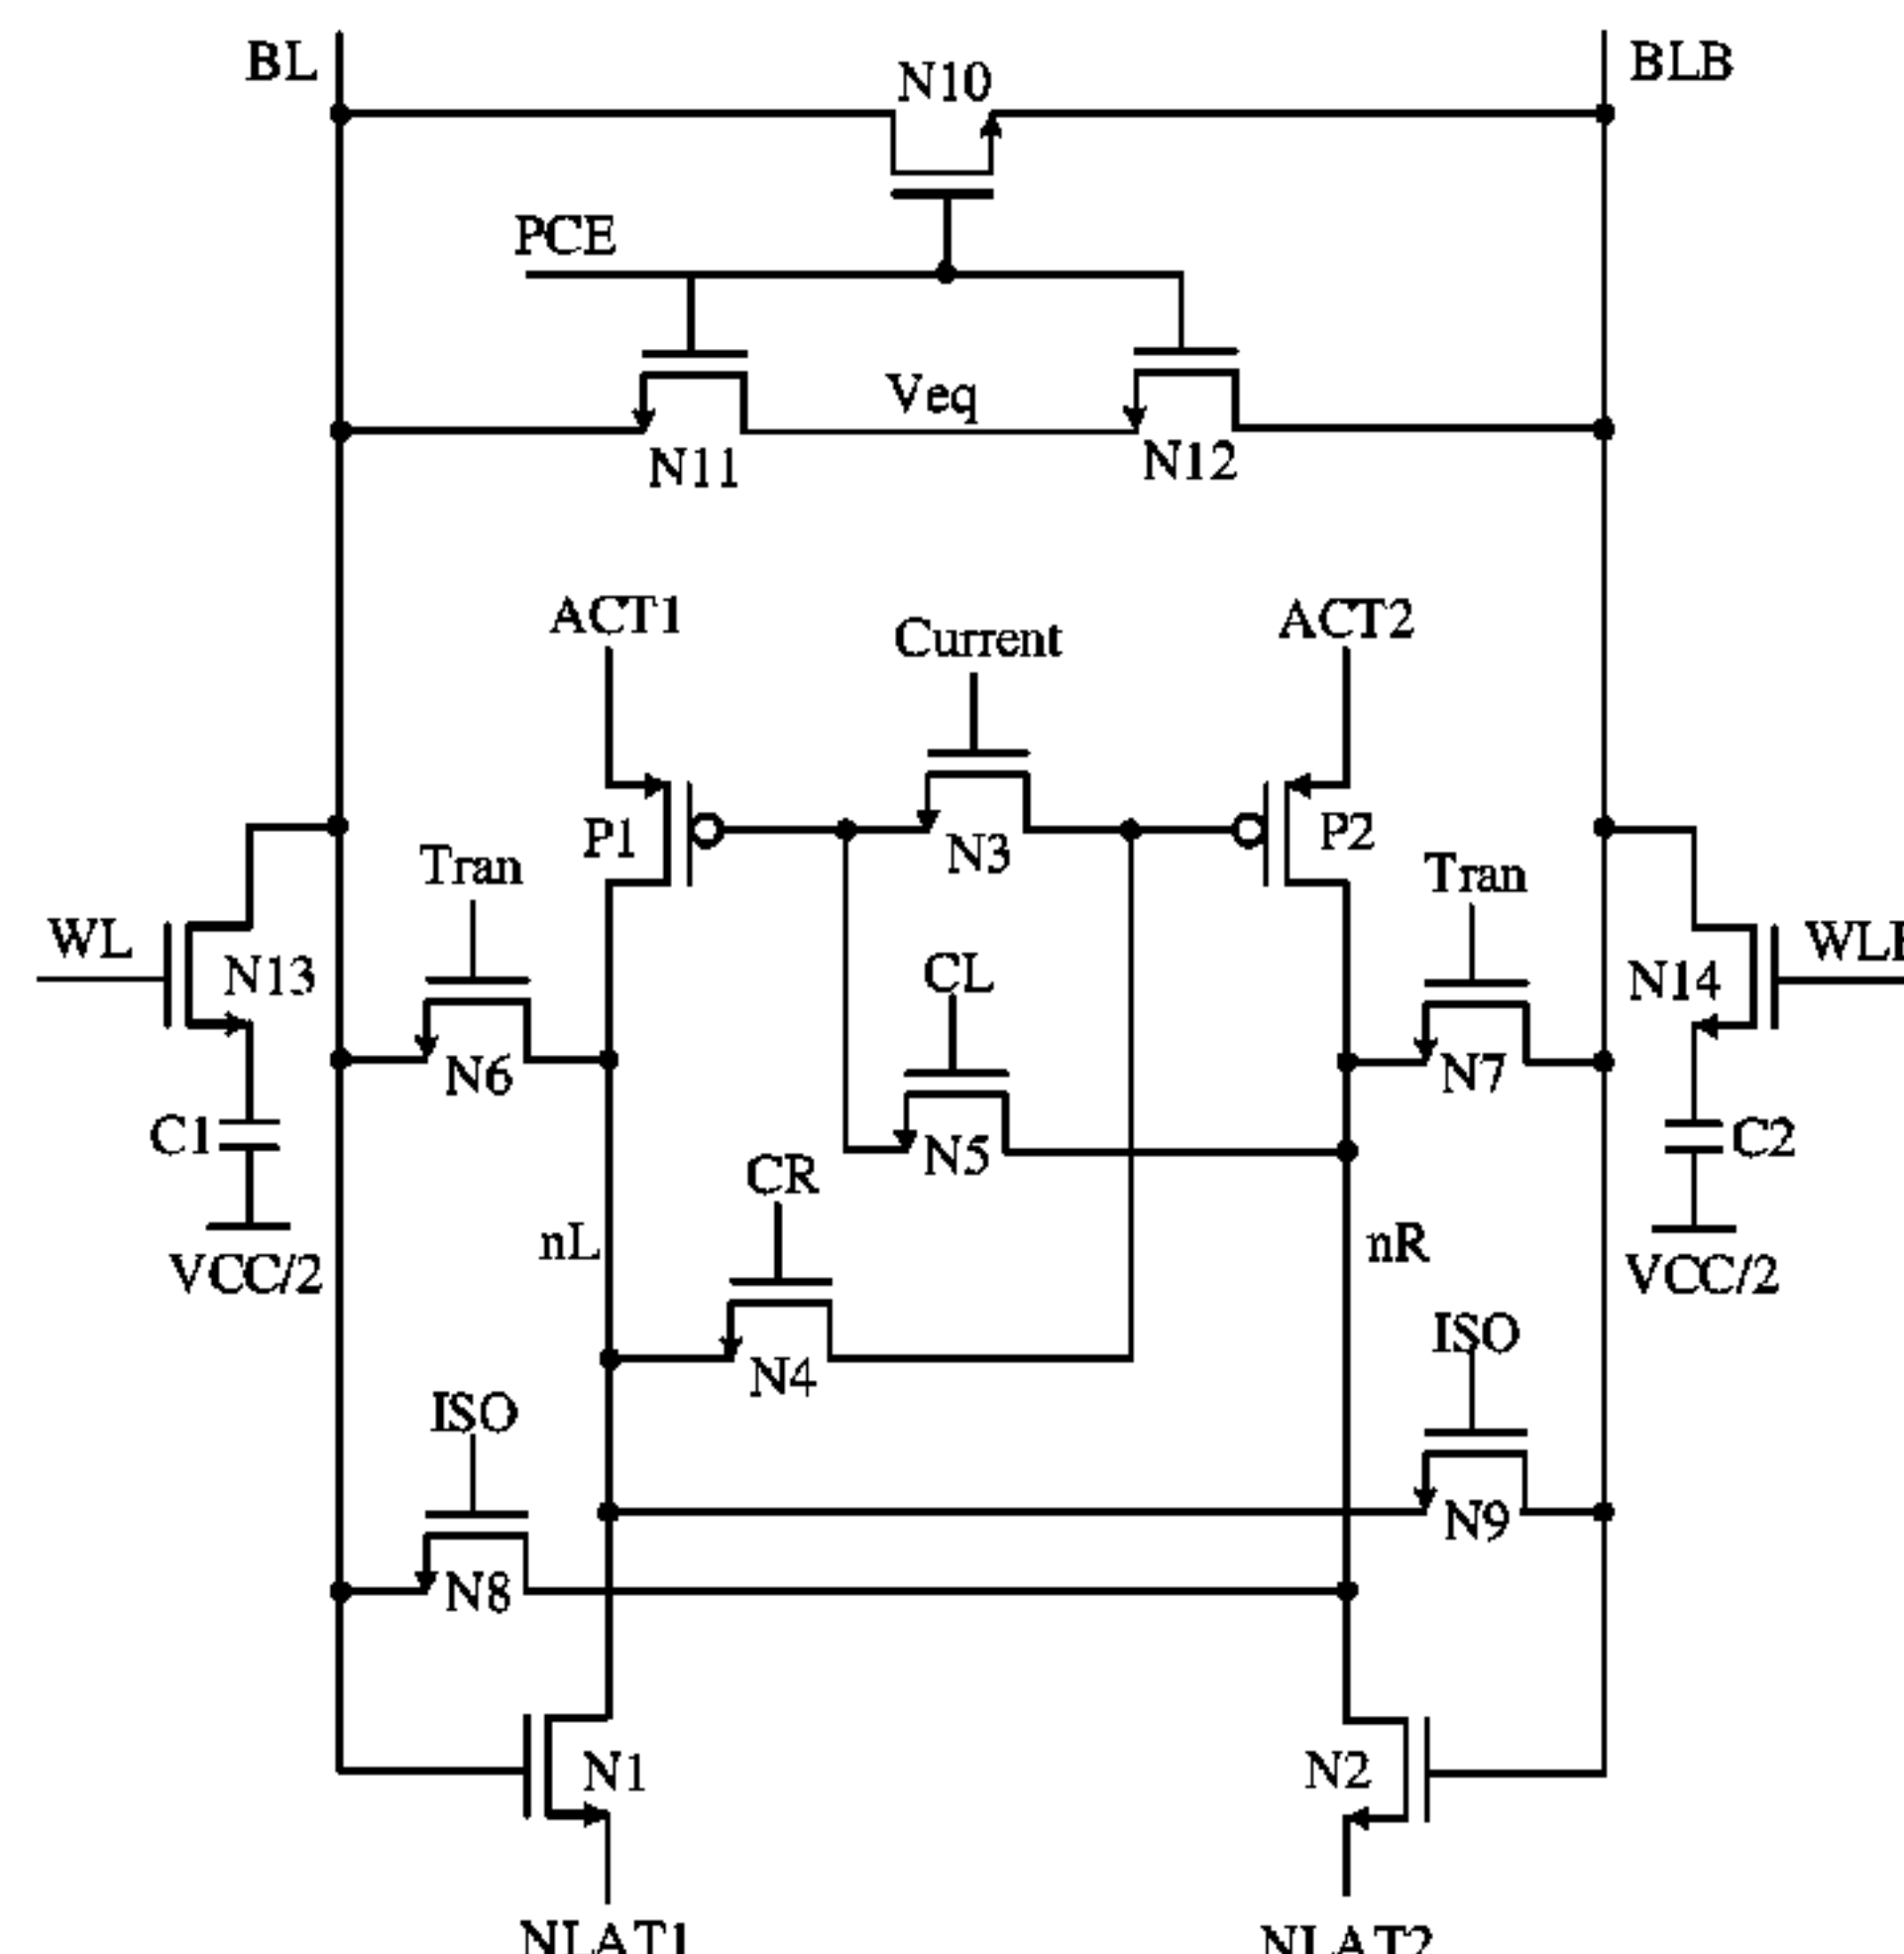 BL
N10
BLB
PCE
Veq
N11
N12
ACT1
Current
ACT2
P1
N3
P2
Tran
Tran
WL
N13
CL
N14
N6
N7
C1
N5
C2
CR
nL
nR
VCC/2
VCC/2
ISO
N4
ISO
N9
N8
N1
N2
NLAT1
NLAT2